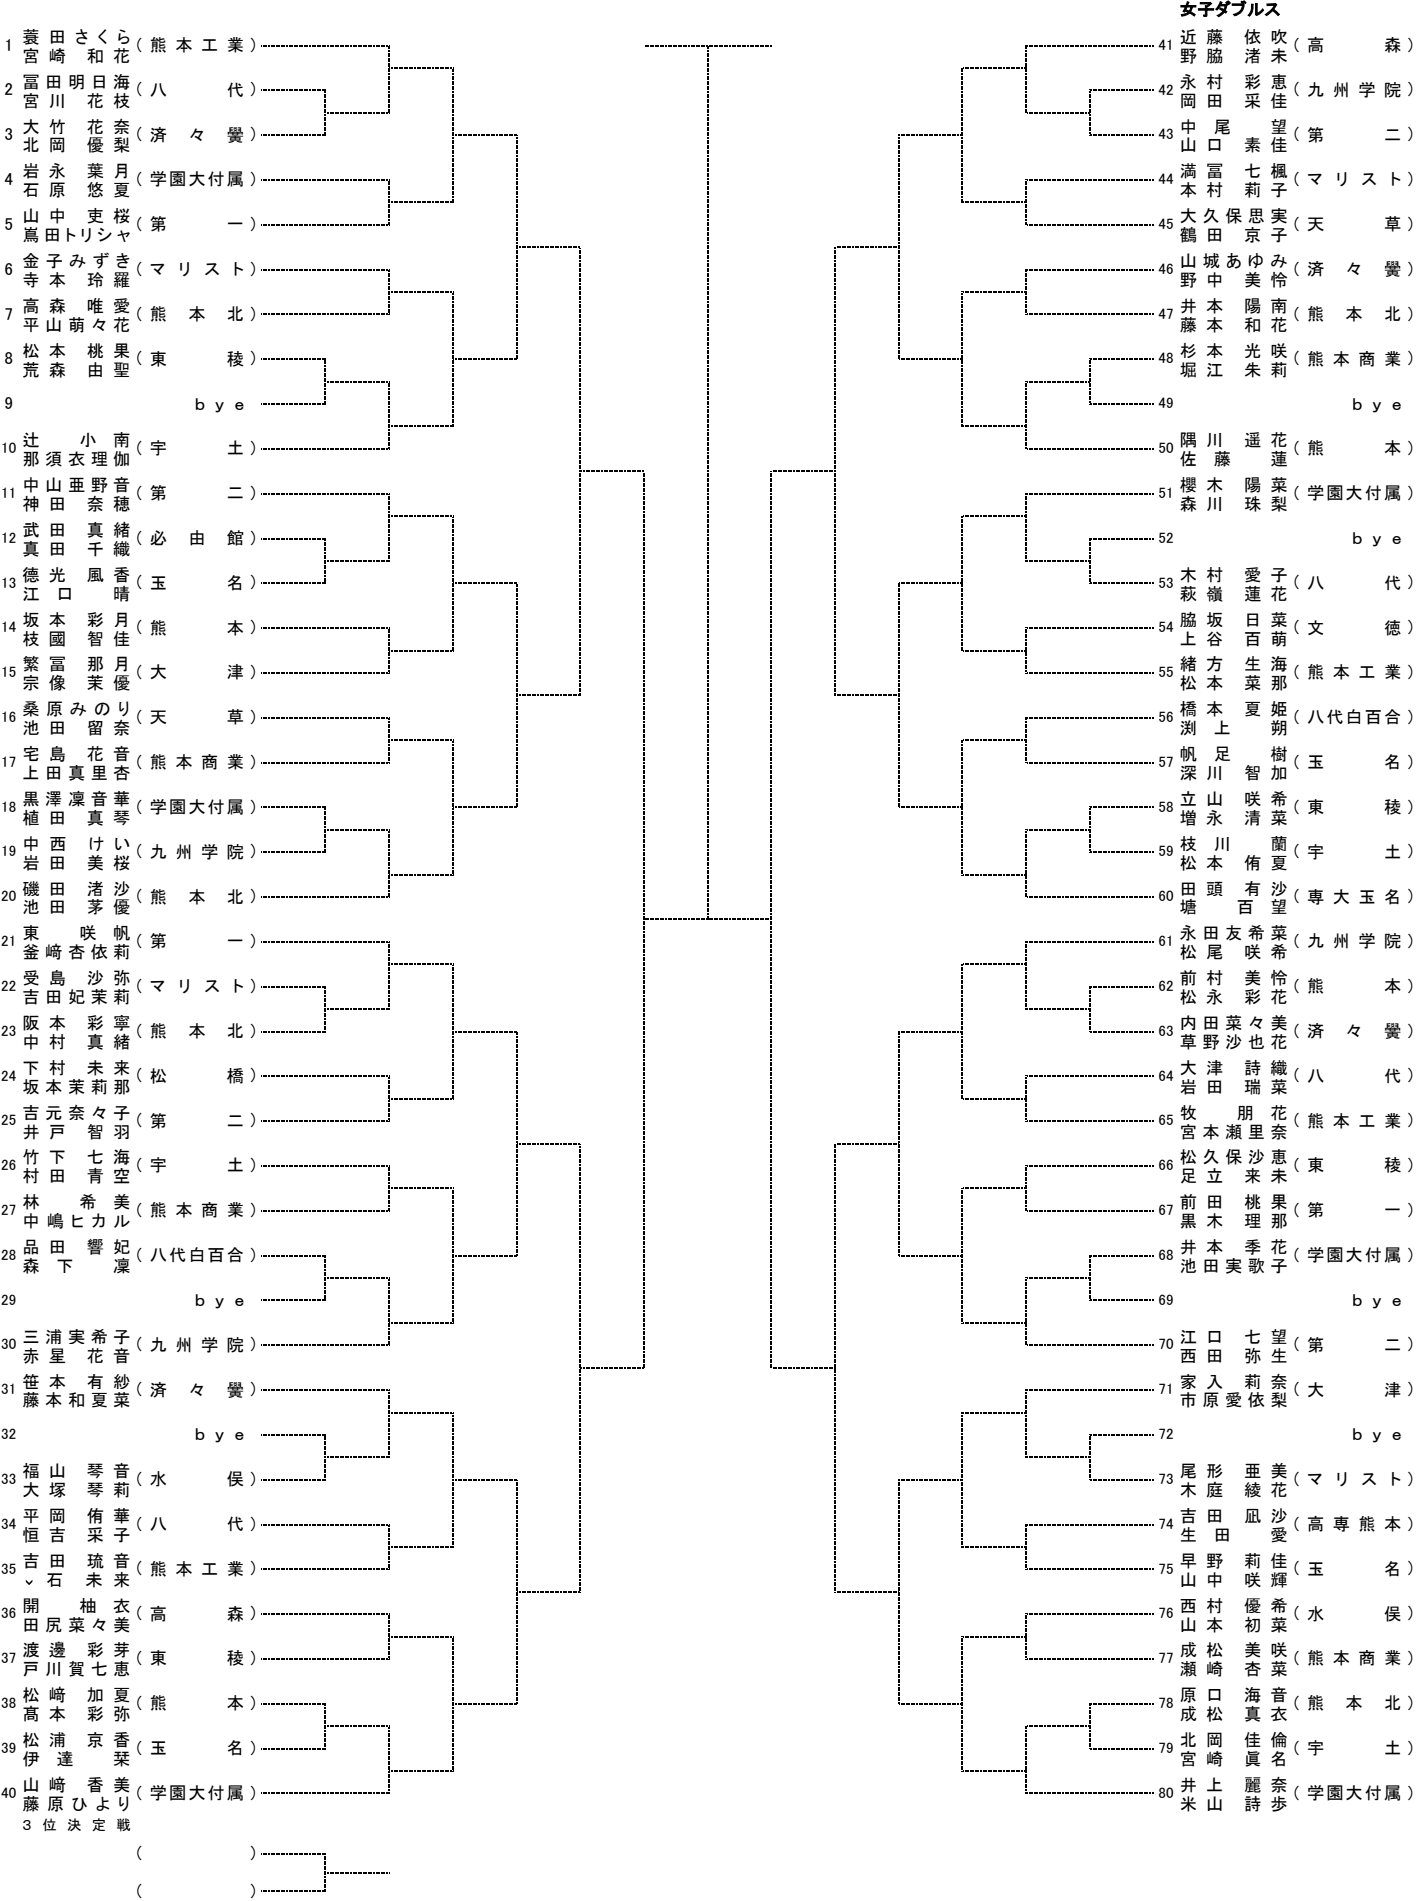 女子ダブルス
1 蓑田さくら 宮崎和花 (熊本工業)
2 冨田明日海 宮川花枝 (八代)
3 大竹花奈 北岡優梨 (済々黌)
4 岩永葉月 石原悠夏 (学園大付属)
5 山中吏桜 嶌田トリシャ (第一)
6 金子みずき 寺本玲羅 (マリスト)
7 高森唯愛 平山萌々花 (熊本北)
8 松本桃果 荒森由聖 (東稜)
9 bye
10 辻小南 那須衣理伽 (宇土)
11 中山亜野音 神田奈穂 (第二)
12 武田真緒 真田千織 (必由館)
13 德光風香 江口晴 (玉名)
14 坂本彩月 枝國智佳 (熊本)
15 繁冨那月 宗像茉優 (大津)
16 桑原みのり 池田留奈 (天草)
17 宅島花音 上田真里杏 (熊本商業)
18 黒澤凜音華 植田真琴 (学園大付属)
19 中西けい 岩田美桜 (九州学院)
20 磯田渚沙 池田茅優 (熊本北)
21 東咲帆 釜﨑杏依莉 (第一)
22 受島沙弥 吉田妃茉莉 (マリスト)
23 阪本彩寧 中村真緒 (熊本北)
24 下村未来 坂本茉莉那 (松橋)
25 吉元奈々子 井戸智羽 (第二)
26 竹下七海 村田青空 (宇土)
27 林希美 中嶋ヒカル (熊本商業)
28 品田響妃 森下凜 (八代白百合)
29 bye
30 三浦実希子 赤星花音 (九州学院)
31 笹本有紗 藤本和夏菜 (済々黌)
32 bye
33 福山琴音 大塚琴莉 (水俣)
34 平岡侑華 恒吉采子 (八代)
35 吉田琉音 ˬ石未来 (熊本工業)
36 開柚衣 田尻菜々美 (高森)
37 渡邊彩芽 戸川賀七恵 (東稜)
38 松﨑加夏 髙本彩弥 (熊本)
39 松浦京香 伊達栞 (玉名)
40 山﨑香美 藤原ひより (学園大付属)
3位決定戦
( )
( )
41 近藤依吹 野脇渚未 (高森)
42 永村彩恵 岡田采佳 (九州学院)
43 中尾望 山口素佳 (第二)
44 満冨七楓 本村莉子 (マリスト)
45 大久保思実 鶴田京子 (天草)
46 山城あゆみ 野中美怜 (済々黌)
47 井本陽南 藤本和花 (熊本北)
48 杉本光咲 堀江朱莉 (熊本商業)
49 bye
50 隈川遥花 佐藤蓮 (熊本)
51 櫻木陽菜 森川珠梨 (学園大付属)
52 bye
53 木村愛子 萩嶺蓮花 (八代)
54 脇坂日菜 上谷百萌 (文徳)
55 緒方生海 松本菜那 (熊本工業)
56 橋本夏姫 渕上朔 (八代白百合)
57 帆足樹 深川智加 (玉名)
58 立山咲希 増永清菜 (東稜)
59 枝川蘭 松本侑夏 (宇土)
60 田頭有沙 塘百望 (専大玉名)
61 永田友希菜 松尾咲希 (九州学院)
62 前村美怜 松永彩花 (熊本)
63 内田菜々美 草野沙也花 (済々黌)
64 大津詩織 岩田瑞菜 (八代)
65 牧朋花 宮本瀬里奈 (熊本工業)
66 松久保沙恵 足立来未 (東稜)
67 前田桃果 黒木理那 (第一)
68 井本季花 池田実歌子 (学園大付属)
69 bye
70 江口七望 西田弥生 (第二)
71 家入莉奈 市原愛依梨 (大津)
72 bye
73 尾形亜美 木庭綾花 (マリスト)
74 吉田凪沙 生田愛 (高専熊本)
75 早野莉佳 山中咲輝 (玉名)
76 西村優希 山本初菜 (水俣)
77 成松美咲 瀬崎杏菜 (熊本商業)
78 原口海音 成松真衣 (熊本北)
79 北岡佳倫 宮崎眞名 (宇土)
80 井上麗奈 米山詩歩 (学園大付属)